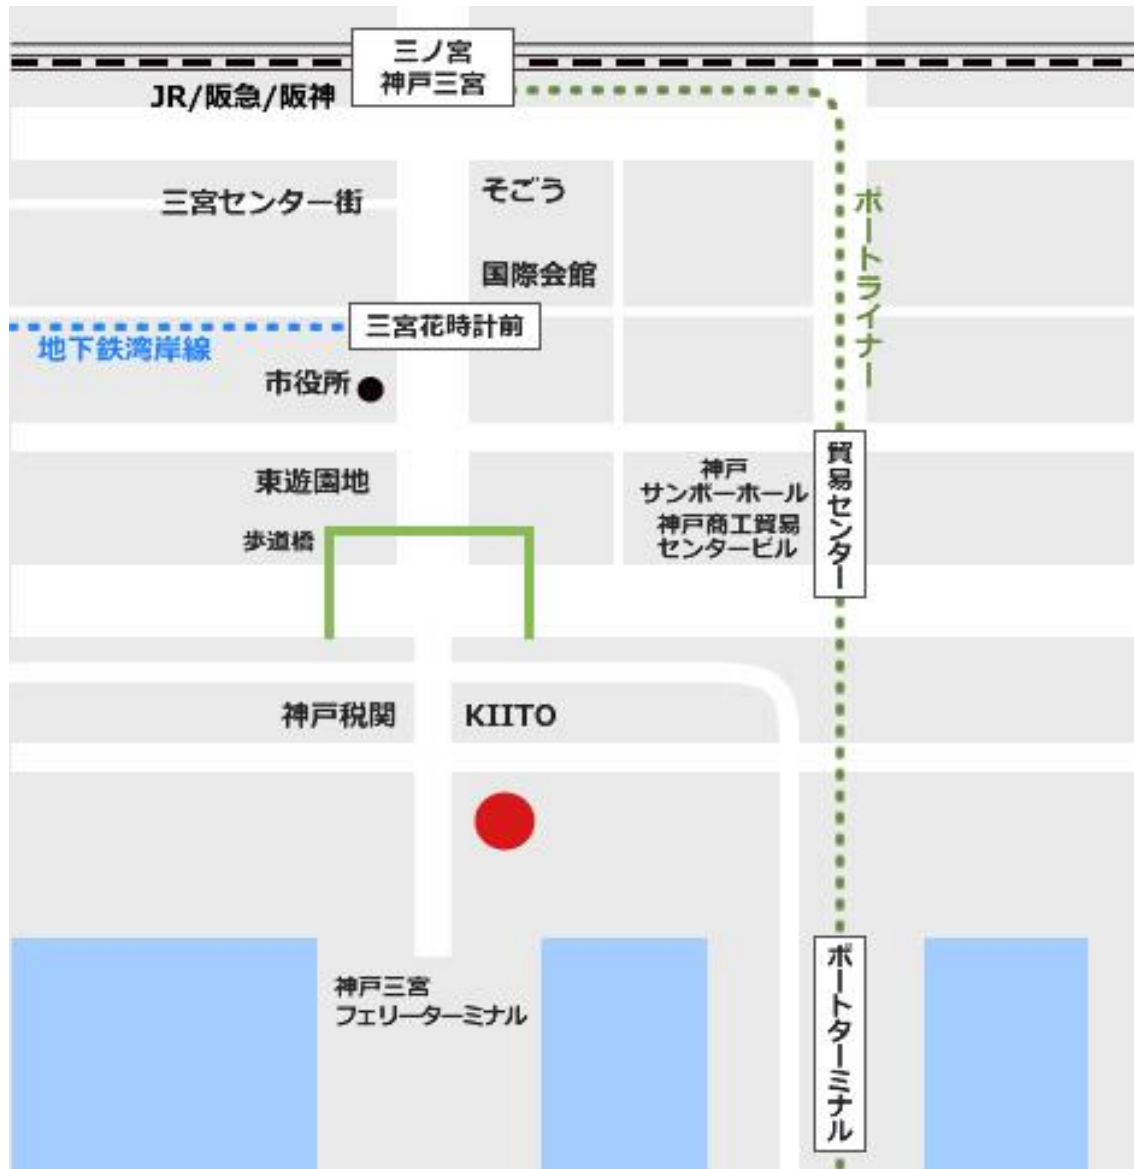 三ノ宮
神戸三宮
JR/阪急/阪神
三宮センター街
そごう
ポートライナー
国際会館
三宮花時計前
地下鉄湾岸線
市役所
東遊園地
神戸
サンボーホール
神戸商工貿易
センタービル
貿易センター
歩道橋
神戸税関
KIITO
神戸三宮
フェリーターミナル
ポートターミナル